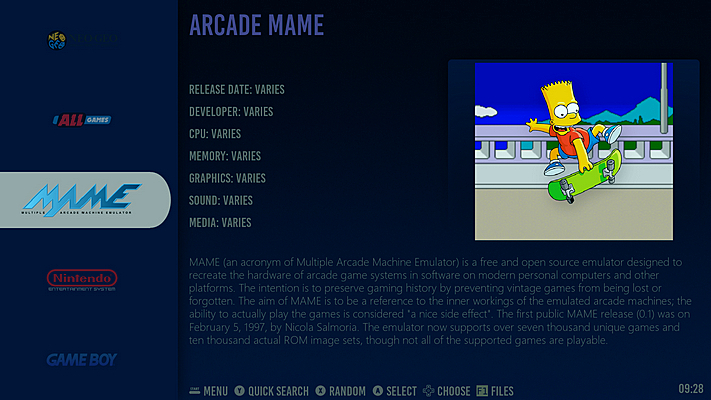 ARCADE MAME
NEO
GEO
RELEASE DATE: VARIES
DEVELOPER: VARIES
ALL GAMES
CPU: VARIES
MEMORY: VARIES
GRAPHICS: VARIES
MAME
SOUND: VARIES
MULTIPLE ARCADE MACHINE EMULATOR
MEDIA: VARIES
Nintendo
ENTERTAINMENT SYSTEM
MAME (an acronym of Multiple Arcade Machine Emulator) is a free and open source emulator designed to
recreate the hardware of arcade game systems in software on modern personal computers and other
platforms. The intention is to preserve gaming history by preventing vintage games from being lost or
forgotten. The aim of MAME is to be a reference to the inner workings of the emulated arcade machines; the
ability to actually play the games is considered "a nice side effect". The first public MAME release (0.1) was on
February 5, 1997, by Nicola Salmoria. The emulator now supports over seven thousand unique games and
ten thousand actual ROM image sets, though not all of the supported games are playable.
GAME BOY
START MENU Y QUICK SEARCH X RANDOM A SELECT CHOOSE F1 FILES
09:28